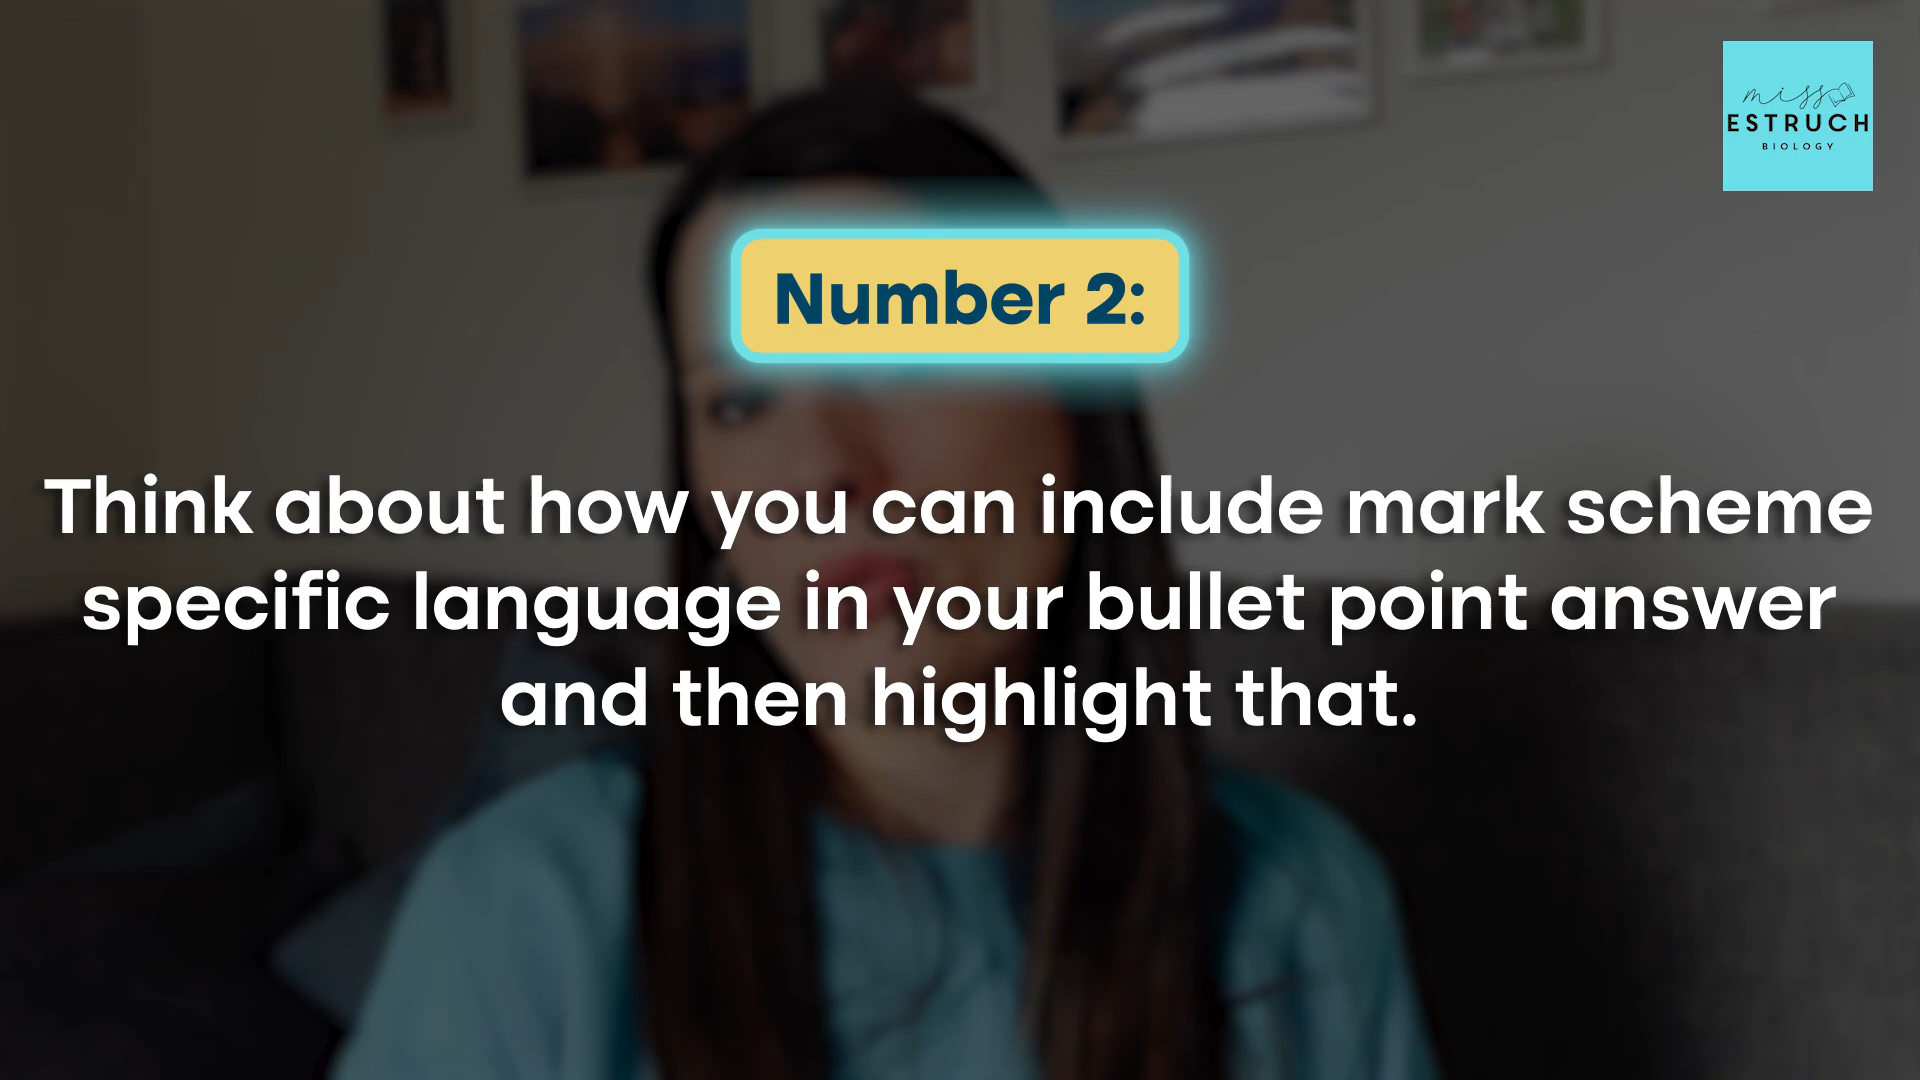 miss
ESTRUCH
BIOLOGY
Number 2:
Think about how you can include mark scheme
specific language in your bullet point answer
and then highlight that.